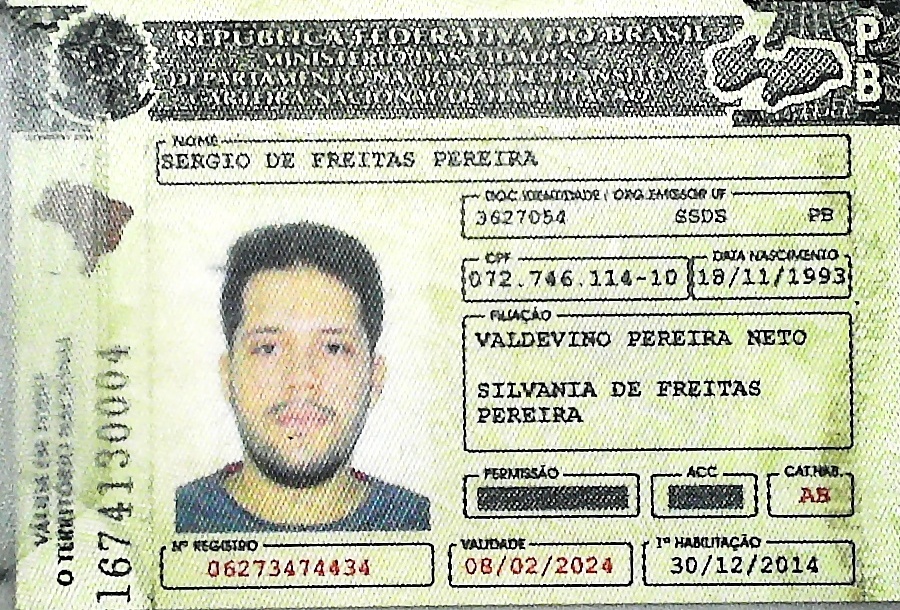 REPÚBLICA FEDERATIVA DO BRASIL
MINISTÉRIO DAS CIDADES
DEPARTAMENTO NACIONAL DE TRÂNSITO
CARTEIRA NACIONAL DE HABILITAÇÃO
PB
NOME
SERGIO DE FREITAS PEREIRA
DOC. IDENTIDADE / ORG. EMISSOR UF
3627054 SSDS PB
CPF DATA NASCIMENTO
072.746.114-10 18/11/1993
FILIAÇÃO
VALDEVINO PEREIRA NETO
SILVANIA DE FREITAS
PEREIRA
PERMISSÃO ACC CAT.HAB.
AB
Nº REGISTRO VALIDADE 1ª HABILITAÇÃO
06273474434 08/02/2024 30/12/2014
VÁLIDA EM TODO
O TERRITÓRIO NACIONAL
1674130004